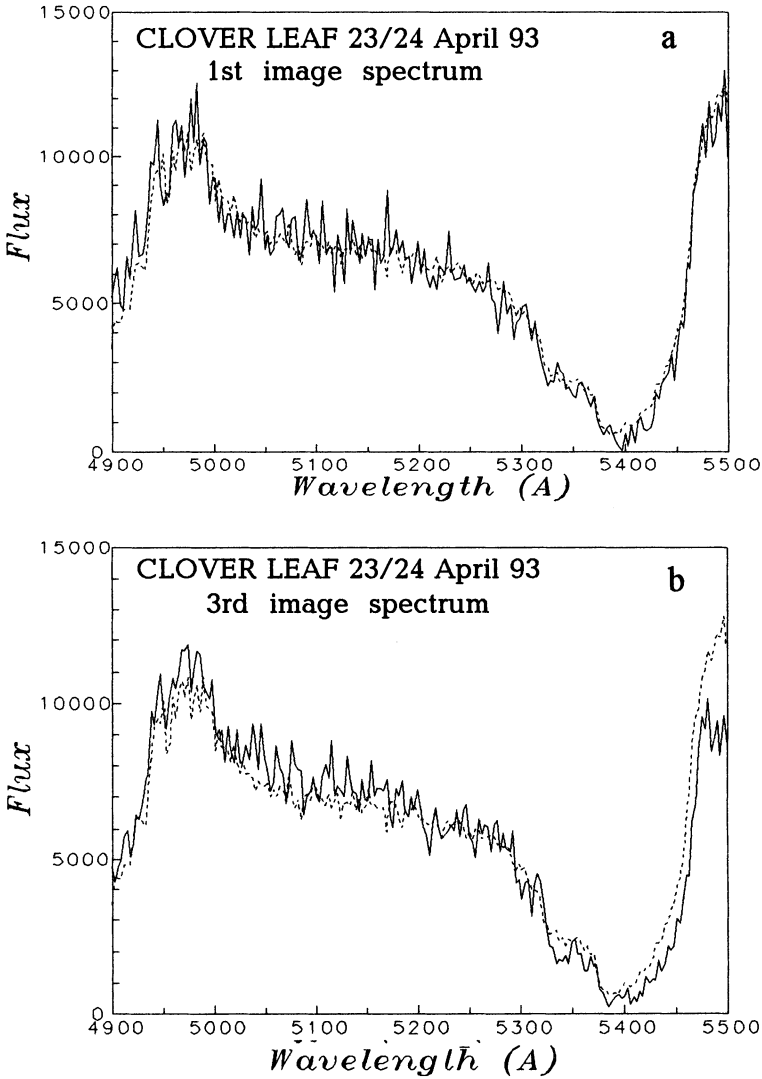 15000
CLOVER LEAF 23/24 April 93
a
1st image spectrum
10000
Flux
5000
0
4900 5000 5100 5200 5300 5400 5500
Wavelength (A)
15000
CLOVER LEAF 23/24 April 93
b
3rd image spectrum
10000
Flux
5000
0
4900 5000 5100 5200 5300 5400 5500
Wavelength (A)